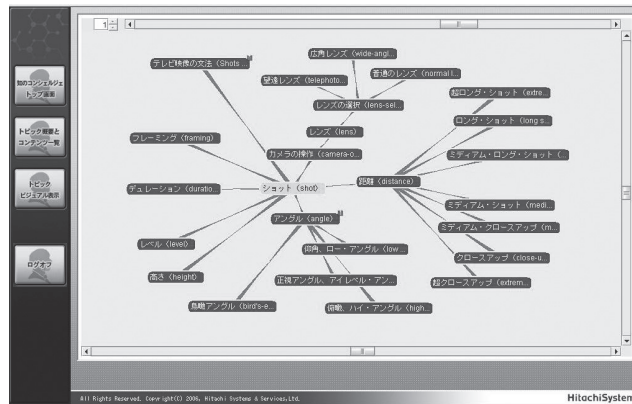 1
知のコンシェルジェ
トップ画面
トピック概要と
コンテンツ一覧
トピック
ビジュアル表示
ログオフ
広角レンズ（wide-angl...
テレビ映像の文法（Shots ...
望遠レンズ（telephoto...
普通のレンズ（normal l...
レンズの選択（lens-sel...
超ロング・ショット（extre...
ロング・ショット（long s...
レンズ（lens）
フレーミング（framing）
カメラの操作（camera-o...
ミディアム・ロング・ショット（...
デュレーション（duratio...
ショット（shot）
距離（distance）
ミディアム・ショット（medi...
アングル（angle）
ミディアム・クローズアップ（m...
レベル（level）
仰角、ロー・アングル（low ...
クローズアップ（close-u...
高さ（height）
正視アングル、アイレベル・アン...
超クローズアップ（extrem...
鳥瞰アングル（bird's-e...
俯瞰、ハイ・アングル（high...
All Rights Reserved, Copyright(C) 2006, Hitachi Systems & Services,Ltd.
HitachiSystem